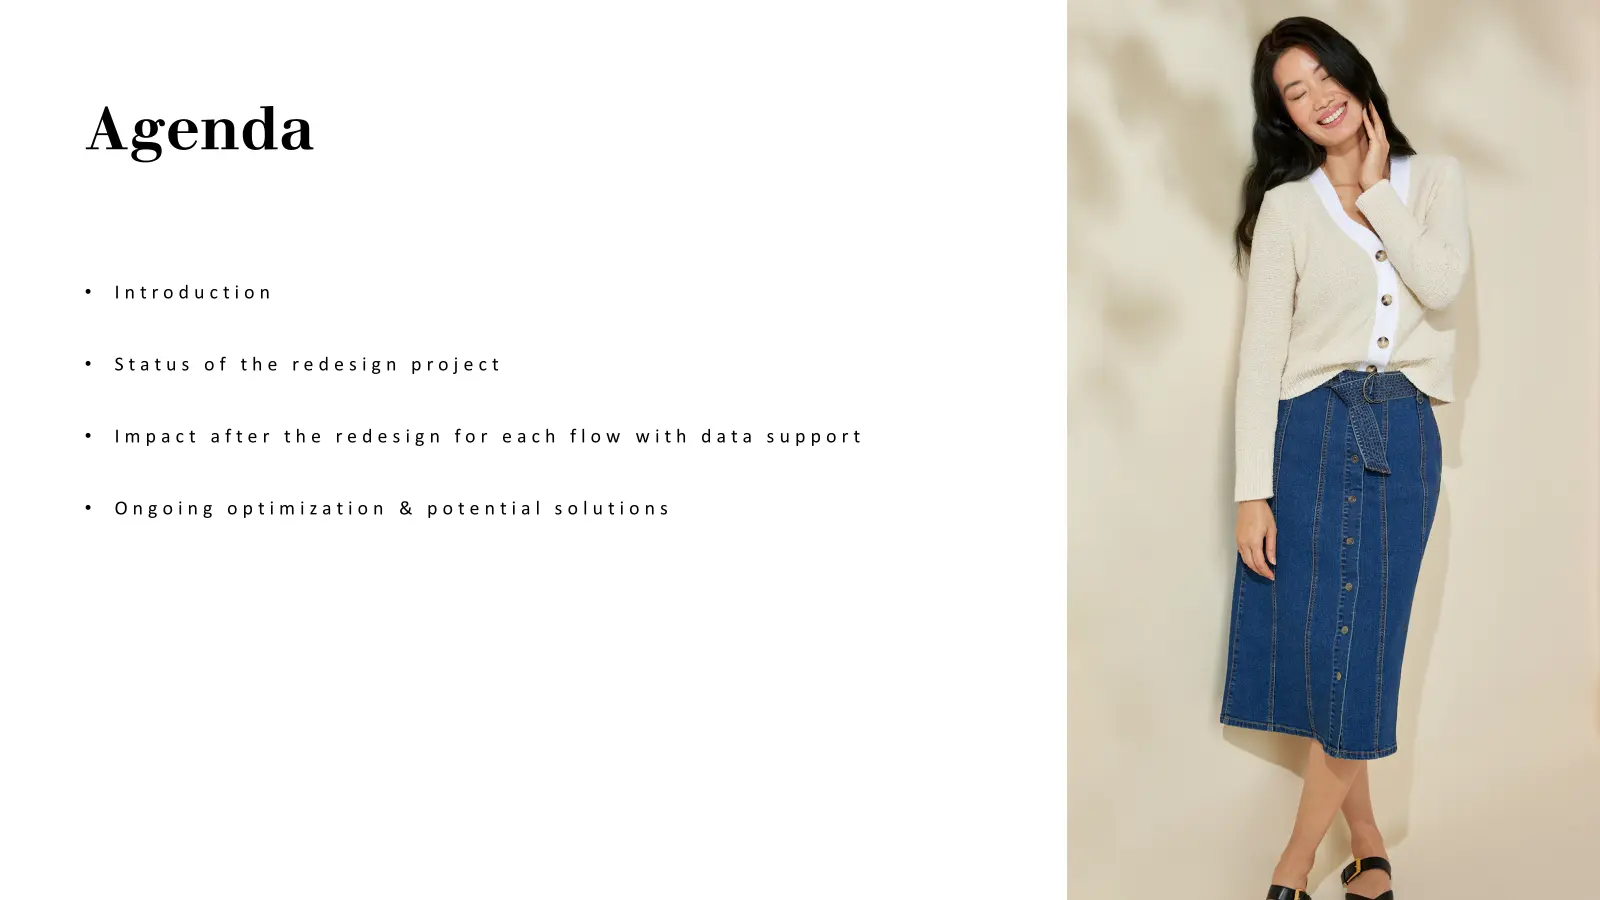 Agenda
• Introduction
• Status of the redesign project
• Impact after the redesign for each flow with data support
• Ongoing optimization & potential solutions